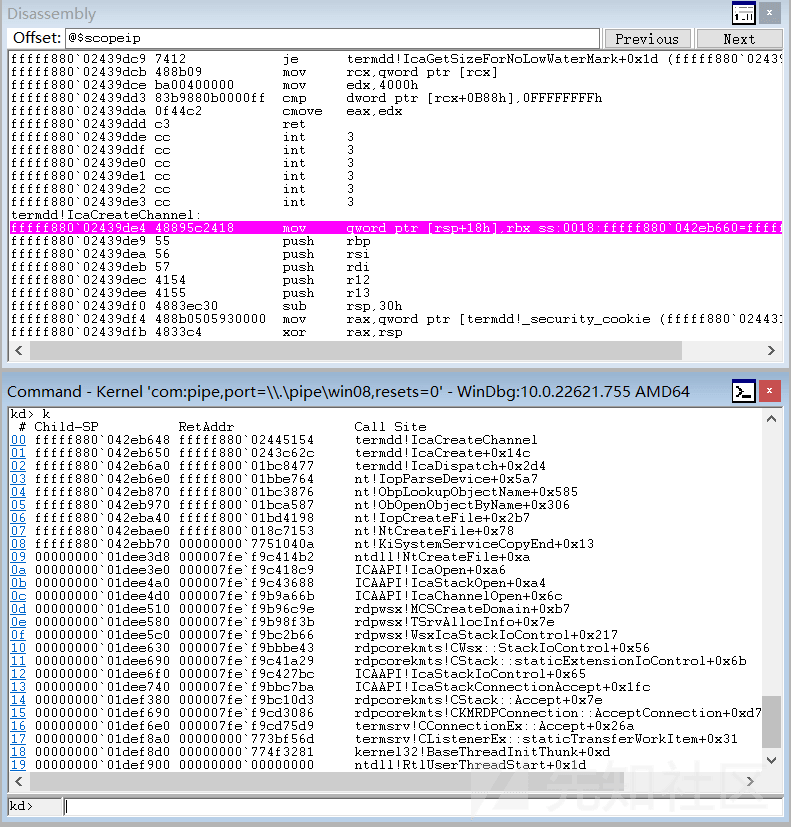 Disassembly
Offset: @$scopeip Previous Next
fffff880`02439dc9 7412 je termdd!IcaGetSizeForNoLowWaterMark+0x1d (fffff880`02439
fffff880`02439dcb 488b09 mov rcx,qword ptr [rcx]
fffff880`02439dce ba00400000 mov edx,4000h
fffff880`02439dd3 83b9880b0000ff cmp dword ptr [rcx+0B88h],0FFFFFFFFh
fffff880`02439dda 0f44c2 cmove eax,edx
fffff880`02439ddd c3 ret
fffff880`02439dde cc int 3
fffff880`02439ddf cc int 3
fffff880`02439de0 cc int 3
fffff880`02439de1 cc int 3
fffff880`02439de2 cc int 3
fffff880`02439de3 cc int 3
termdd!IcaCreateChannel:
fffff880`02439de4 48895c2418 mov qword ptr [rsp+18h],rbx ss:0018:fffff880`042eb660=fffff
fffff880`02439de9 55 push rbp
fffff880`02439dea 56 push rsi
fffff880`02439deb 57 push rdi
fffff880`02439dec 4154 push r12
fffff880`02439dee 4155 push r13
fffff880`02439df0 4883ec30 sub rsp,30h
fffff880`02439df4 488b0505930000 mov rax,qword ptr [termdd!_security_cookie (fffff880`024431
fffff880`02439dfb 4833c4 xor rax,rsp
Command - Kernel 'com:pipe,port=\\.\pipe\win08,resets=0' - WinDbg:10.0.22621.755 AMD64
kd> k
# Child-SP RetAddr Call Site
00 fffff880`042eb648 fffff880`02445154 termdd!IcaCreateChannel
01 fffff880`042eb650 fffff880`0243c62c termdd!IcaCreate+0x14c
02 fffff880`042eb6a0 fffff800`01bc8477 termdd!IcaDispatch+0x2d4
03 fffff880`042eb6e0 fffff800`01bbe764 nt!IopParseDevice+0x5a7
04 fffff880`042eb870 fffff800`01bc3876 nt!ObpLookupObjectName+0x585
05 fffff880`042eb970 fffff800`01bca587 nt!ObOpenObjectByName+0x306
06 fffff880`042eba40 fffff800`01bd4198 nt!IopCreateFile+0x2b7
07 fffff880`042ebae0 fffff800`018c7153 nt!NtCreateFile+0x78
08 fffff880`042ebb70 00000000`7751040a nt!KiSystemServiceCopyEnd+0x13
09 00000000`01dee3d8 000007fe`f9c414b2 ntdll!NtCreateFile+0xa
0a 00000000`01dee3e0 000007fe`f9c418c9 ICAAPI!IcaOpen+0xa6
0b 00000000`01dee4a0 000007fe`f9c43688 ICAAPI!IcaStackOpen+0xa4
0c 00000000`01dee4d0 000007fe`f9b9a66b ICAAPI!IcaChannelOpen+0x6c
0d 00000000`01dee510 000007fe`f9b96c9e rdpwsx!MCSCreateDomain+0xb7
0e 00000000`01dee580 000007fe`f9b98f3b rdpwsx!TSrvAllocInfo+0x7e
0f 00000000`01dee5c0 000007fe`f9bc2b66 rdpwsx!WsxIcaStackIoControl+0x217
10 00000000`01dee630 000007fe`f9bbbe43 rdpcorekmts!CWsx::StackIoControl+0x56
11 00000000`01dee690 000007fe`f9c41a29 rdpcorekmts!CStack::staticExtensionIoControl+0x6b
12 00000000`01dee6f0 000007fe`f9c427bc ICAAPI!IcaStackIoControl+0x65
13 00000000`01dee740 000007fe`f9bbc7ba ICAAPI!IcaStackConnectionAccept+0x1fc
14 00000000`01def380 000007fe`f9bc10d3 rdpcorekmts!CStack::Accept+0x7e
15 00000000`01def690 000007fe`f9cd3086 rdpcorekmts!CKMRDPConnection::AcceptConnection+0xd7
16 00000000`01def6e0 000007fe`f9cd75d9 termsrv!CConnectionEx::Accept+0x26a
17 00000000`01def8a0 00000000`773bf56d termsrv!CListenerEx::staticTransferWorkItem+0x31
18 00000000`01def8d0 00000000`774f3281 kernel32!BaseThreadInitThunk+0xd
19 00000000`01def900 00000000`00000000 ntdll!RtlUserThreadStart+0x1d
先知社区
kd>